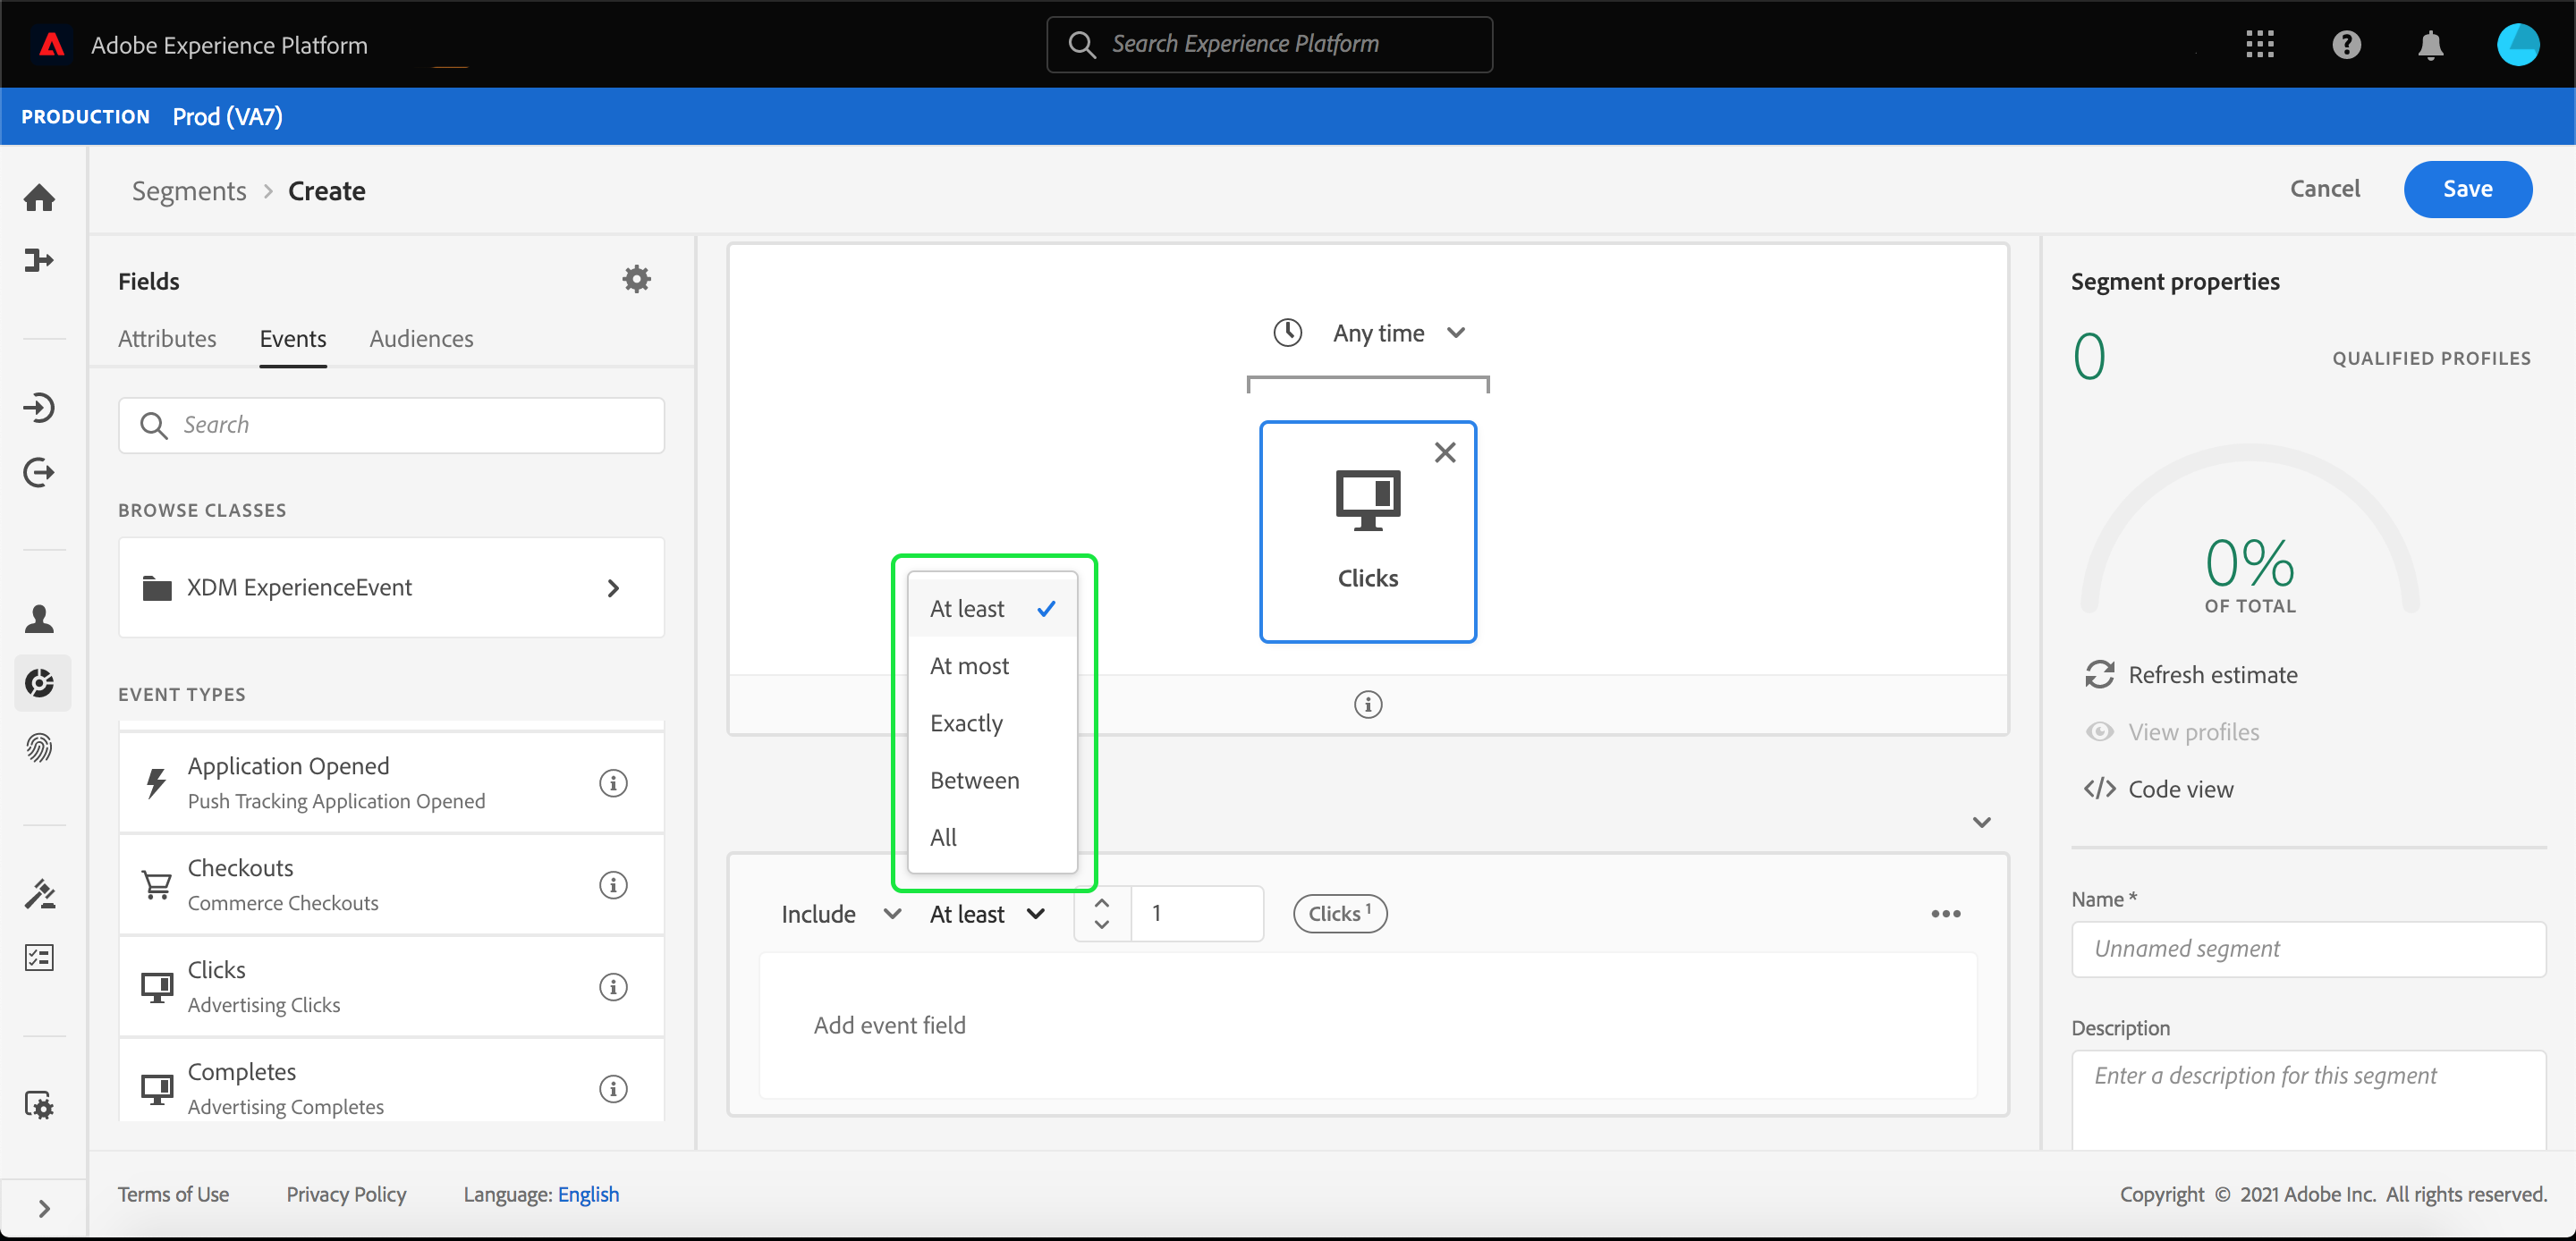 Adobe Experience Platform
Search Experience Platform
PRODUCTION Prod (VA7)
Segments > Create
Cancel
Save
Fields
Attributes
Events
Audiences
Search
BROWSE CLASSES
XDM ExperienceEvent
EVENT TYPES
Application Opened
Push Tracking Application Opened
Checkouts
Commerce Checkouts
Clicks
Advertising Clicks
Completes
Advertising Completes
Any time
Clicks
At least
At most
Exactly
Between
All
Include At least 1 Clicks 1
Add event field
Segment properties
0 QUALIFIED PROFILES
0%
OF TOTAL
Refresh estimate
View profiles
</> Code view
Name *
Unnamed segment
Description
Enter a description for this segment
Terms of Use
Privacy Policy
Language: English
Copyright © 2021 Adobe Inc. All rights reserved.